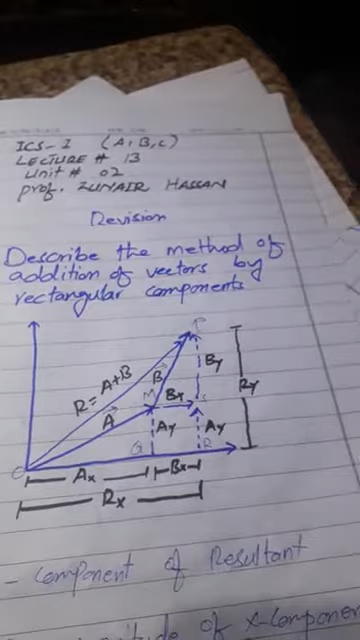 ICS-I (A,B,C)
LECTURE # 13
Unit # 02
prof. ZUNAIR HASSAN
Revision
Describe the method of
addition of vectors by
rectangular components
P
R = A+B
B
By
Ry
M
Bx
S
A
Ay
Ay
O
Q
R
Ax
Bx
Rx
- Component of Resultant
of X-Componen